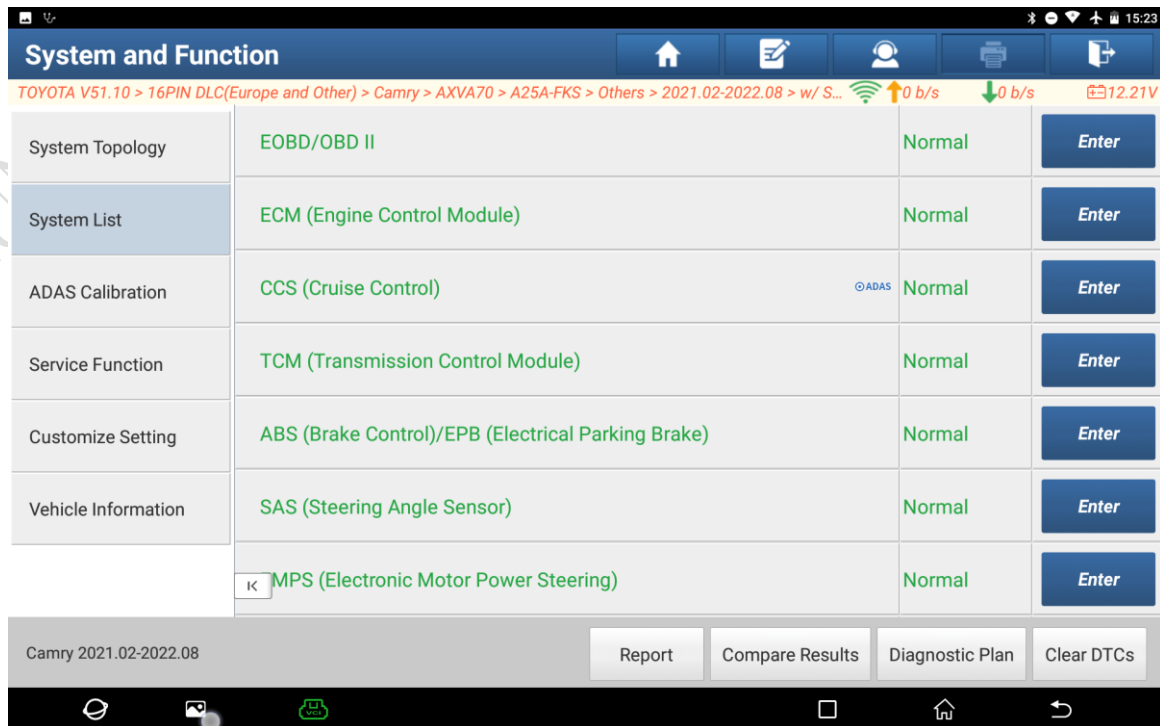 15:23
System and Function
TOYOTA V51.10 > 16PIN DLC(Europe and Other) > Camry > AXVA70 > A25A-FKS > Others > 2021.02-2022.08 > w/ S... 0 b/s 0 b/s 12.21V
System Topology
System List
ADAS Calibration
Service Function
Customize Setting
Vehicle Information
EOBD/OBD II Normal Enter
ECM (Engine Control Module) Normal Enter
CCS (Cruise Control) ADAS Normal Enter
TCM (Transmission Control Module) Normal Enter
ABS (Brake Control)/EPB (Electrical Parking Brake) Normal Enter
SAS (Steering Angle Sensor) Normal Enter
MPS (Electronic Motor Power Steering) Normal Enter
Camry 2021.02-2022.08 Report Compare Results Diagnostic Plan Clear DTCs
VCI